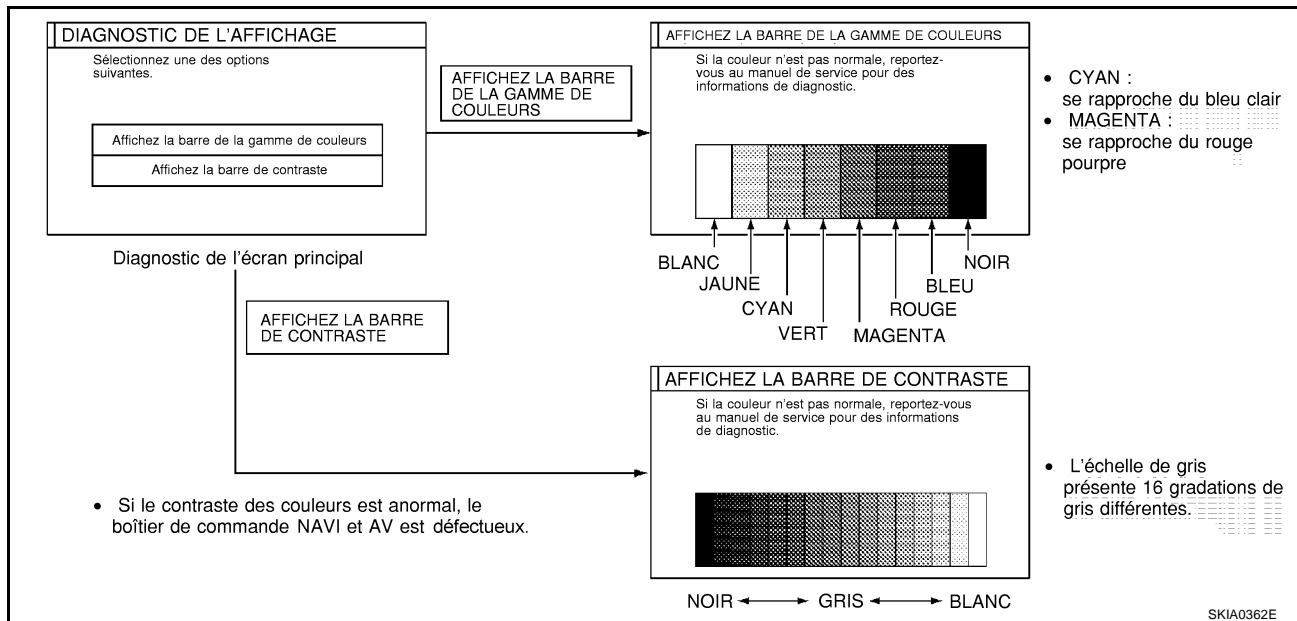 DIAGNOSTIC DE L'AFFICHAGE
Sélectionnez une des options
suivantes.
Affichez la barre de la gamme de couleurs
Affichez la barre de contraste
Diagnostic de l'écran principal
AFFICHEZ LA BARRE
DE LA GAMME DE
COULEURS
AFFICHEZ LA BARRE DE LA GAMME DE COULEURS
Si la couleur n'est pas normale, reportez-
vous au manuel de service pour des
informations de diagnostic.
BLANC
JAUNE
CYAN
VERT
MAGENTA
ROUGE
BLEU
NOIR
• CYAN :
se rapproche du bleu clair
• MAGENTA :
se rapproche du rouge
pourpre
AFFICHEZ LA BARRE
DE CONTRASTE
• Si le contraste des couleurs est anormal, le
boîtier de commande NAVI et AV est défectueux.
AFFICHEZ LA BARRE DE CONTRASTE
Si la couleur n'est pas normale, reportez-vous
au manuel de service pour des informations
de diagnostic.
NOIR GRIS BLANC
• L'échelle de gris
présente 16 gradations de
gris différentes.
SKIA0362E